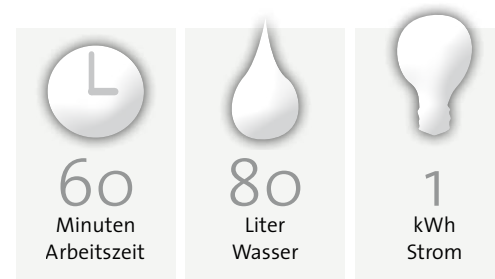 60
Minuten
Arbeitszeit
80
Liter
Wasser
1
kWh
Strom